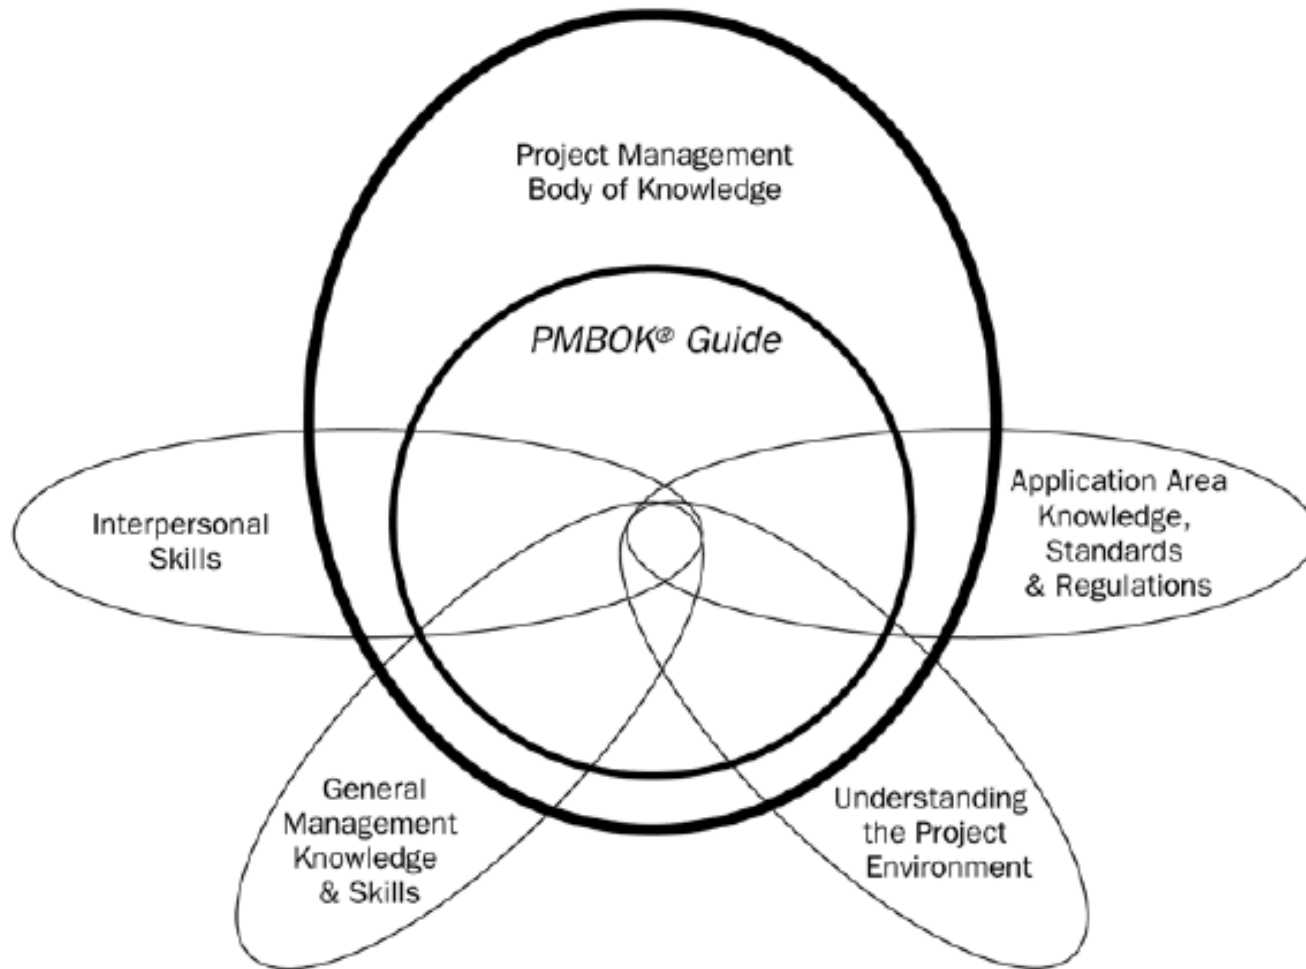 Project Management
Body of Knowledge
PMBOK® Guide
Interpersonal
Skills
Application Area
Knowledge,
Standards
& Regulations
General
Management
Knowledge
& Skills
Understanding
the Project
Environment